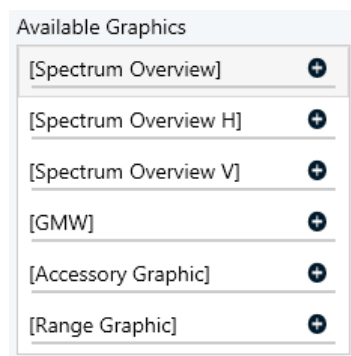 Available Graphics
[Spectrum Overview]
[Spectrum Overview H]
[Spectrum Overview V]
[GMW]
[Accessory Graphic]
[Range Graphic]